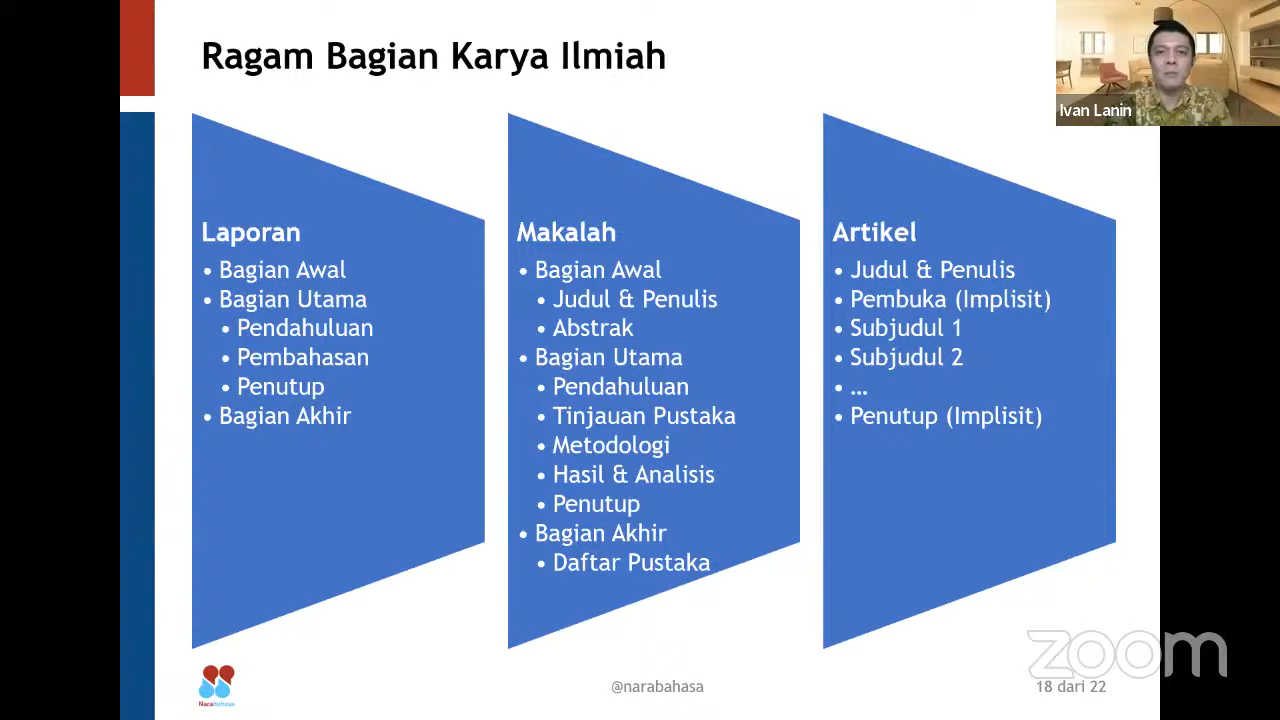 Ragam Bagian Karya Ilmiah
Ivan Lanin
Laporan
• Bagian Awal
• Bagian Utama
• Pendahuluan
• Pembahasan
• Penutup
• Bagian Akhir
Makalah
• Bagian Awal
• Judul & Penulis
• Abstrak
• Bagian Utama
• Pendahuluan
• Tinjauan Pustaka
• Metodologi
• Hasil & Analisis
• Penutup
• Bagian Akhir
• Daftar Pustaka
Artikel
• Judul & Penulis
• Pembuka (Implisit)
• Subjudul 1
• Subjudul 2
• …
• Penutup (Implisit)
zoom
Narabahasa
@narabahasa
18 dari 22